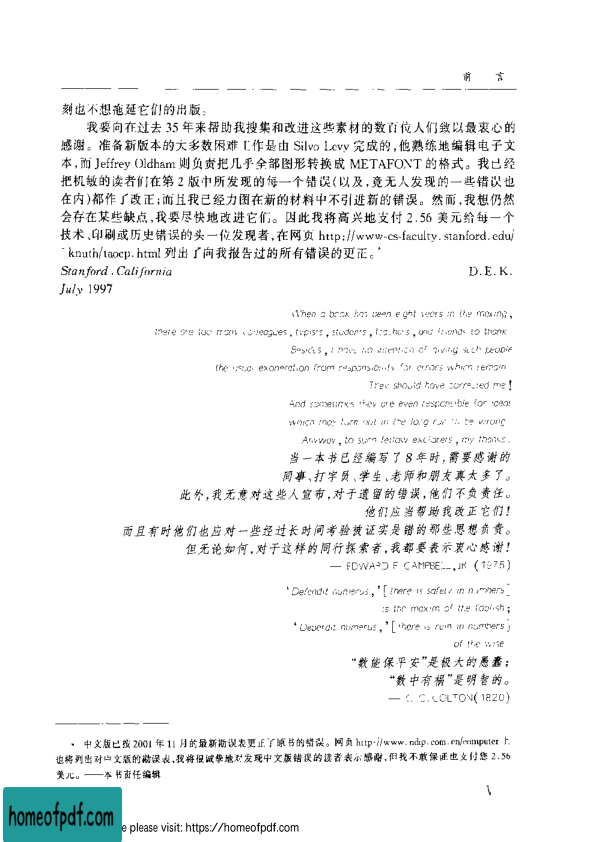 前 言
刻也不想拖延它们的出版。
我要向在过去 35 年来帮助我搜集和改进这些素材的数百位人们致以最衷心的
感谢。准备新版本的大多数困难工作是由 Silvo Levy 完成的,他熟练地编辑电子文
本,而 Jeffrey Oldham 则负责把几乎全部图形转换成 METAFONT 的格式。我已经
把机敏的读者们在第 2 版中所发现的每一个错误(以及,竟无人发现的一些错误也
在内)都作了改正;而且我已经力图在新的材料中不引进新的错误。然而,我想仍然
会存在某些缺点,我要尽快地改进它们。因此我将高兴地支付 2.56 美元给每一个
技术、印刷或历史错误的头一位发现者,在网页 http://www-cs-faculty.stanford.edu/
~knuth/taocp.html 列出了向我报告过的所有错误的更正。*
Stanford, California D.E.K.
July 1997
When a book has been eight years in the making,
there are too many colleagues, typists, students, teachers, and friends to thank.
Besides, I have no intention of giving such people
the usual exoneration from responsibility for errors which remain.
They should have corrected me!
And sometimes they are even responsible for ideas
which may turn out in the long run to be wrong.
Anyway, to such fellow explorers, my thanks.
当一本书已经编写了 8 年时,需要感谢的
同事、打字员、学生、老师和朋友真太多了。
此外,我无意对这些人宣布,对于遗留的错误,他们不负责任。
他们应当帮助我改正它们!
而且有时他们也应对一些经过长时间考验被证实是错的那些思想负责。
但无论如何,对于这样的同行探索者,我都要表示衷心感谢!
— EDWARD F. CAMPBELL, JR. (1975)
'Defendit numerus,' [there is safety in numbers]
is the maxim of the foolish;
'Deperdit numerus,' [there is ruin in numbers]
of the wise.
“数能保平安”是极大的愚蠢;
“数中有祸”是明智的。
— C. C. COLTON (1820)
* 中文版已按2001 年 11 月的最新勘误表更正了原书的错误。网页 http://www.ndip.com.cn/computer 上
也将列出对中文版的勘误表,我将很诚挚地对发现中文版错误的读者表示感谢,但我不敢保证也支付您 2.56
美元。——本书责任编辑
V
homeofpdf.com
e please visit: https://homeofpdf.com